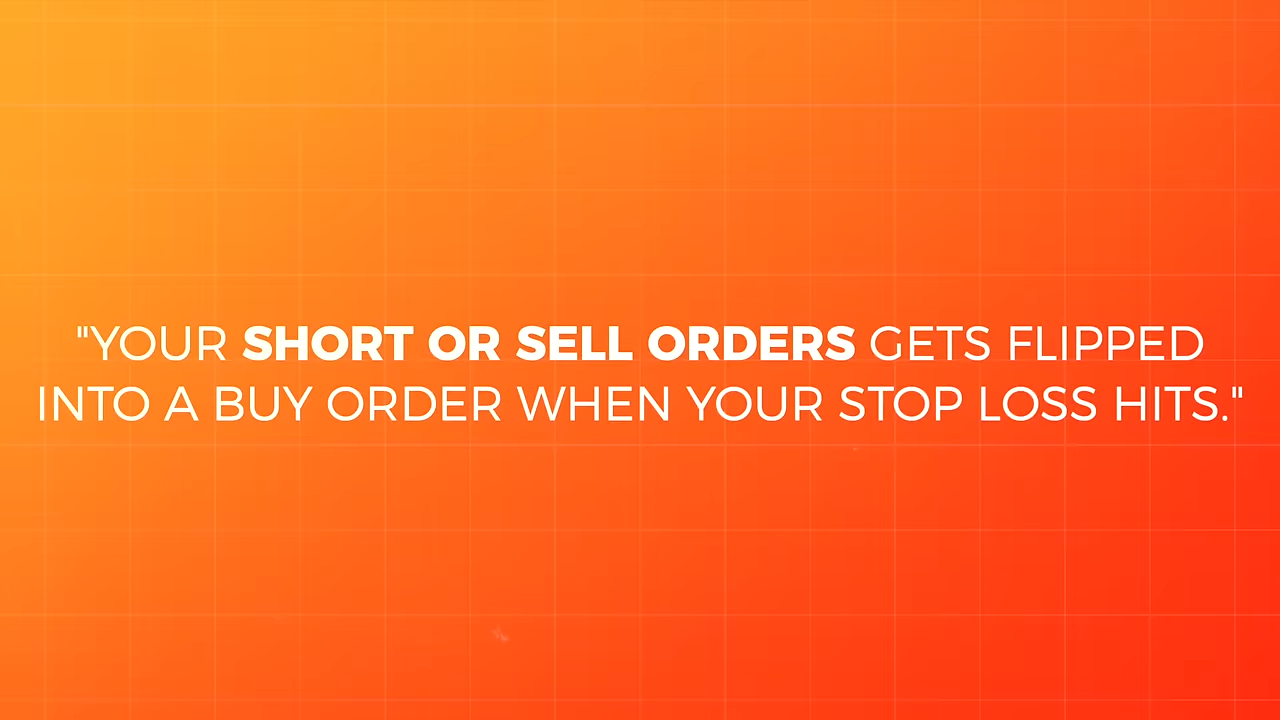 "YOUR SHORT OR SELL ORDERS GETS FLIPPED
INTO A BUY ORDER WHEN YOUR STOP LOSS HITS."